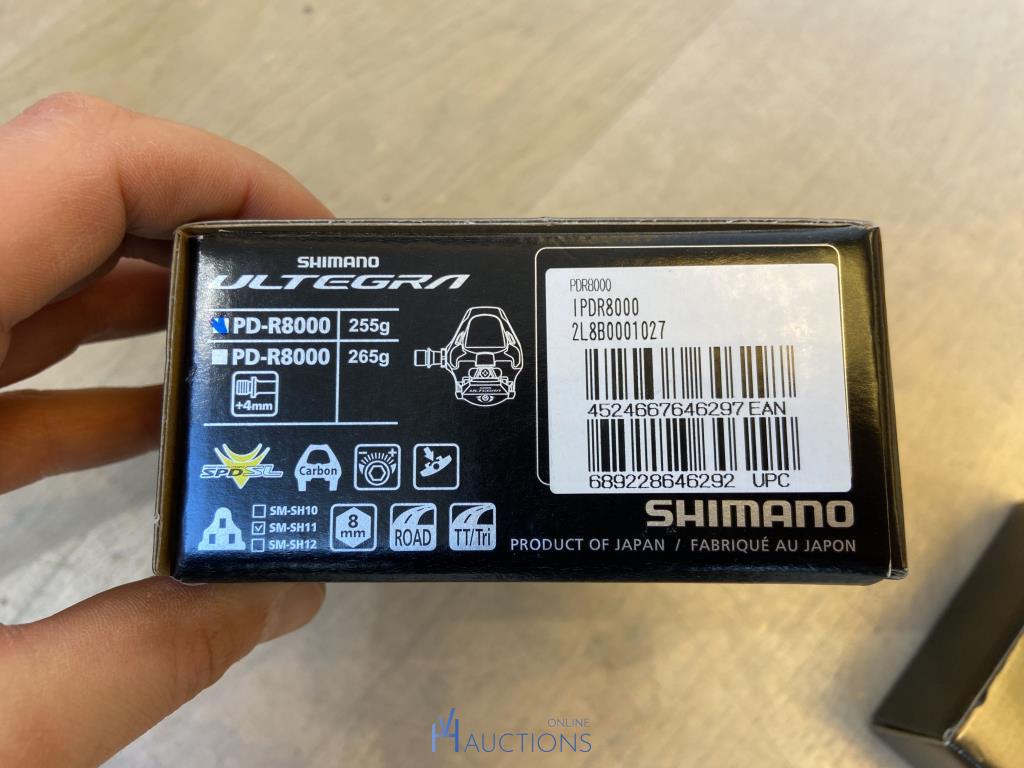 SHIMANO
ULTEGRA
PD-R8000 255g
PD-R8000 265g
+4mm
SPD-SL
Carbon
SM-SH10
SM-SH11
SM-SH12
8
mm
ROAD
TT/Tri
PDR8000
IPDR8000
2L8B0001027
4524667646297 EAN
689228646292 UPC
SHIMANO
PRODUCT OF JAPAN / FABRIQUÉ AU JAPON
ONLINE
H4AUCTIONS